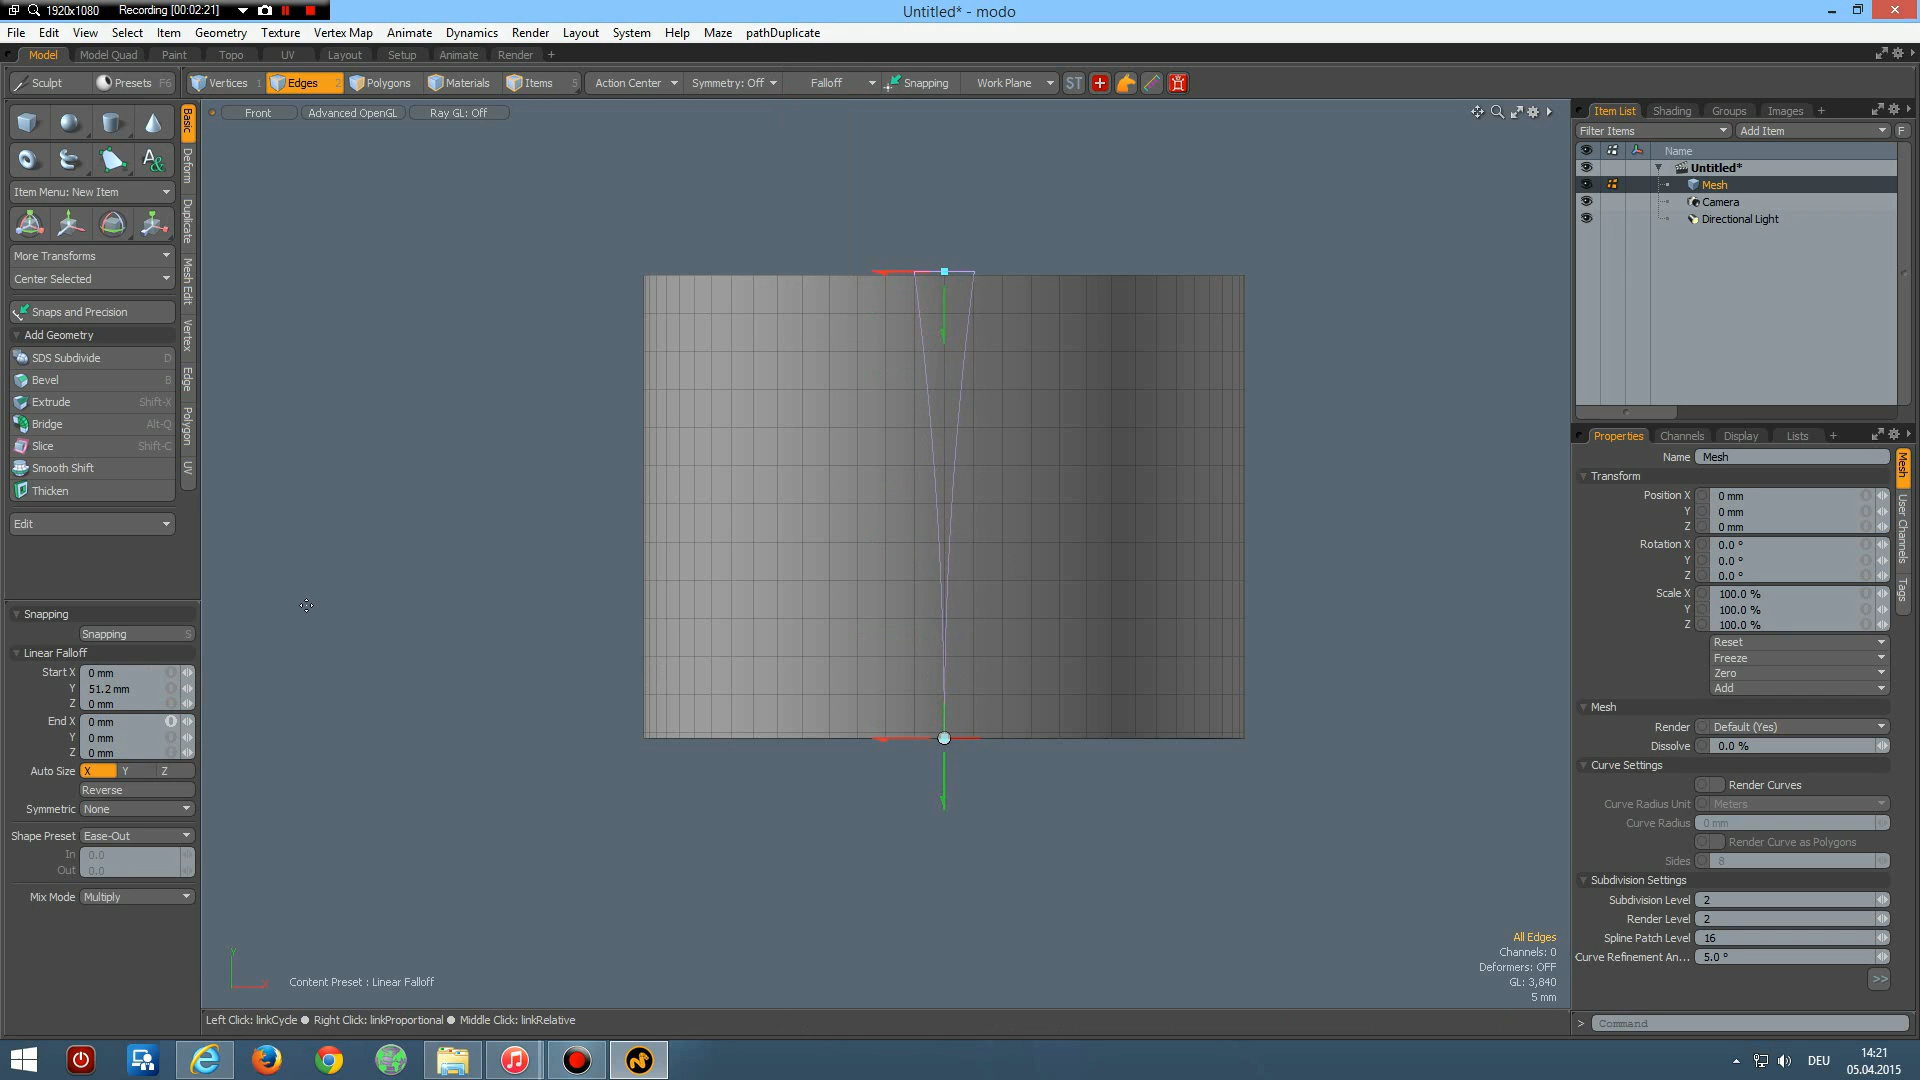 1920x1080 Recording [00:02:21]
Untitled* - modo
File Edit View Select Item Geometry Texture Vertex Map Animate Dynamics Render Layout System Help Maze pathDuplicate
Model Model Quad Paint Topo UV Layout Setup Animate Render +
Sculpt Presets F6 Vertices 1 Edges 2 Polygons Materials Items 5 Action Center Symmetry: Off Falloff Snapping Work Plane ST
Front Advanced OpenGL Ray GL: Off
Basic
Deform
Duplicate
Mesh Edit
Vertex
Edge
Polygon
UV
Item Menu: New Item
More Transforms
Center Selected
Snaps and Precision
Add Geometry
SDS Subdivide D
Bevel B
Extrude Shift-X
Bridge Alt-Q
Slice Shift-C
Smooth Shift
Thicken
Edit
Snapping
Snapping S
Linear Falloff
Start X 0 mm
Y 51.2 mm
Z 0 mm
End X 0 mm
Y 0 mm
Z 0 mm
Auto Size X Y Z
Reverse
Symmetric None
Shape Preset Ease-Out
In 0.0
Out 0.0
Mix Mode Multiply
Content Preset : Linear Falloff
All Edges
Channels: 0
Deformers: OFF
GL: 3,840
5 mm
Left Click: linkCycle ● Right Click: linkProportional ● Middle Click: linkRelative
Item List Shading Groups Images +
Filter Items Add Item F
Name
Untitled*
Mesh
Camera
Directional Light
Properties Channels Display Lists +
Name Mesh
Transform
Position X 0 mm
Y 0 mm
Z 0 mm
Rotation X 0.0 °
Y 0.0 °
Z 0.0 °
Scale X 100.0 %
Y 100.0 %
Z 100.0 %
Reset
Freeze
Zero
Add
Mesh
Render Default (Yes)
Dissolve 0.0 %
Curve Settings
Render Curves
Curve Radius Unit Meters
Curve Radius 0 mm
Render Curve as Polygons
Sides 8
Subdivision Settings
Subdivision Level 2
Render Level 2
Spline Patch Level 16
Curve Refinement An... 5.0 °
>>
Mesh
User Channels
Tags
> Command
DEU
14:21
05.04.2015